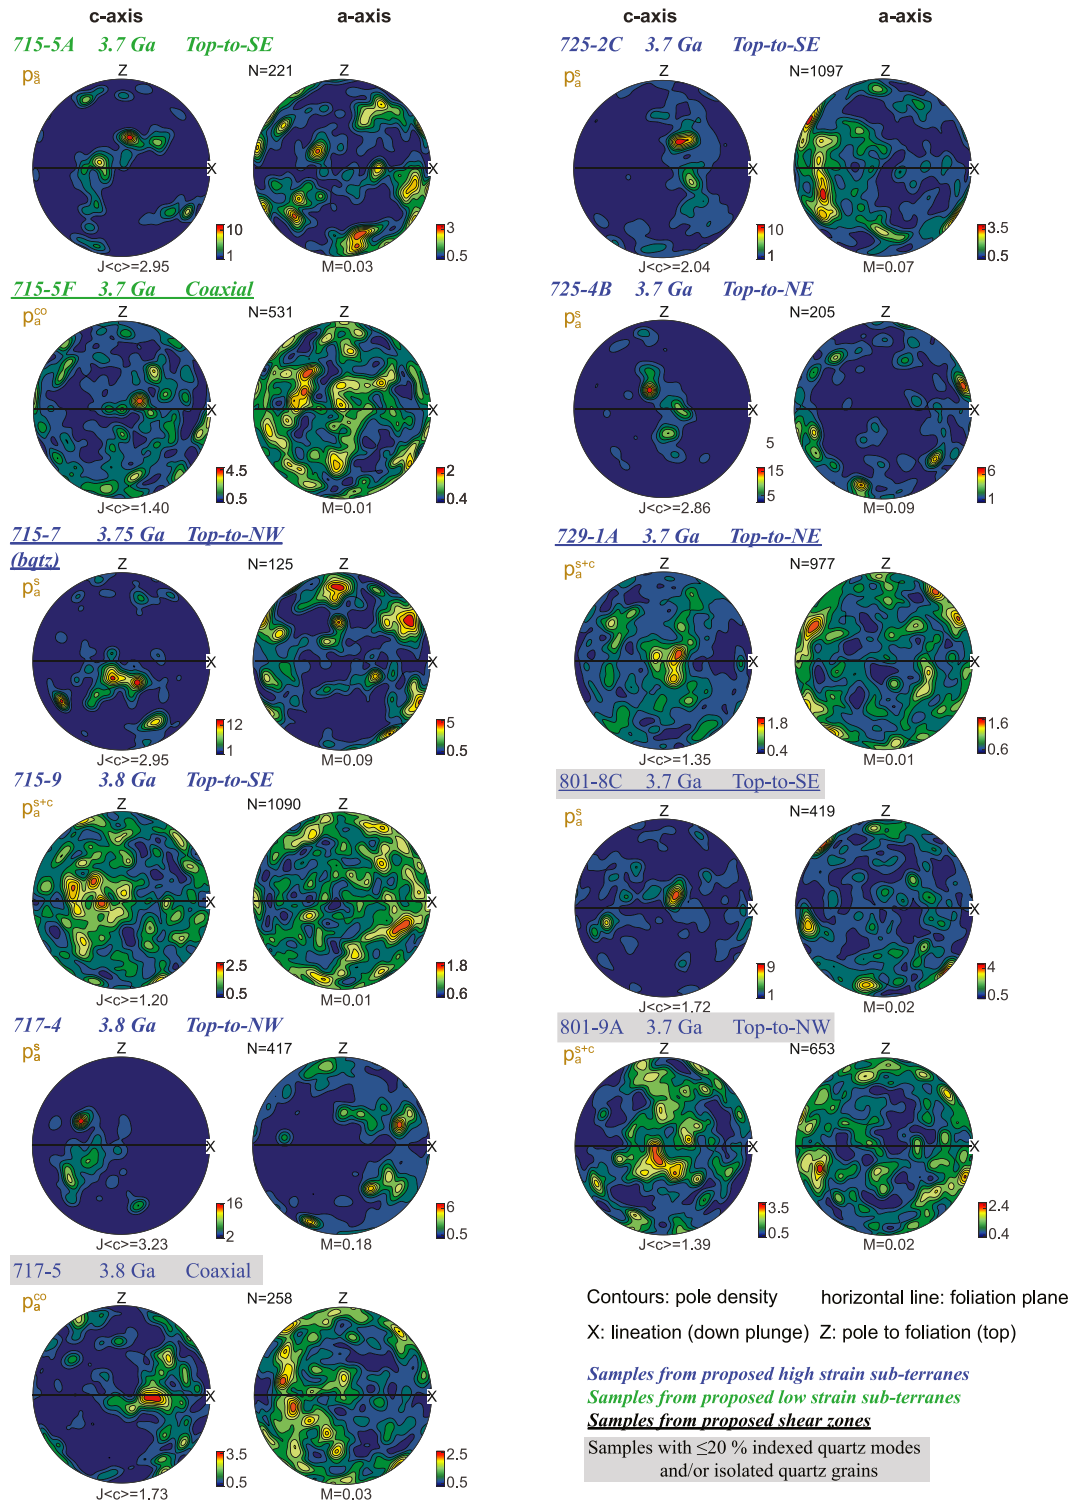 c-axis a-axis
715-5A 3.7 Ga Top-to-SE
p_a^s Z N=221 Z
X X
10 1 3 0.5
J<c>=2.95 M=0.03
715-5F 3.7 Ga Coaxial
p_a^co Z N=531 Z
X X
4.5 0.5 2 0.4
J<c>=1.40 M=0.01
715-7 3.75 Ga Top-to-NW
(bqtz)
p_a^s Z N=125 Z
X X
12 1 5 0.5
J<c>=2.95 M=0.09
715-9 3.8 Ga Top-to-SE
p_a^s+c Z N=1090 Z
X X
2.5 0.5 1.8 0.6
J<c>=1.20 M=0.01
717-4 3.8 Ga Top-to-NW
p_a^s Z N=417 Z
X X
16 2 6 0.5
J<c>=3.23 M=0.18
717-5 3.8 Ga Coaxial
p_a^co Z N=258 Z
X X
3.5 0.5 2.5 0.5
J<c>=1.73 M=0.03
c-axis a-axis
725-2C 3.7 Ga Top-to-SE
p_a^s Z N=1097 Z
X X
10 1 3.5 0.5
J<c>=2.04 M=0.07
725-4B 3.7 Ga Top-to-NE
p_a^s Z N=205 Z
X X
5
15 5 6 1
J<c>=2.86 M=0.09
729-1A 3.7 Ga Top-to-NE
p_a^s+c Z N=977 Z
X X
1.8 0.4 1.6 0.6
J<c>=1.35 M=0.01
801-8C 3.7 Ga Top-to-SE
p_a^s Z N=419 Z
X X
9 1 4 0.5
J<c>=1.72 M=0.02
801-9A 3.7 Ga Top-to-NW
p_a^s+c Z N=653 Z
X X
3.5 0.5 2.4 0.4
J<c>=1.39 M=0.02
Contours: pole density horizontal line: foliation plane
X: lineation (down plunge) Z: pole to foliation (top)
Samples from proposed high strain sub-terranes
Samples from proposed low strain sub-terranes
Samples from proposed shear zones
Samples with ≤20 % indexed quartz modes
and/or isolated quartz grains